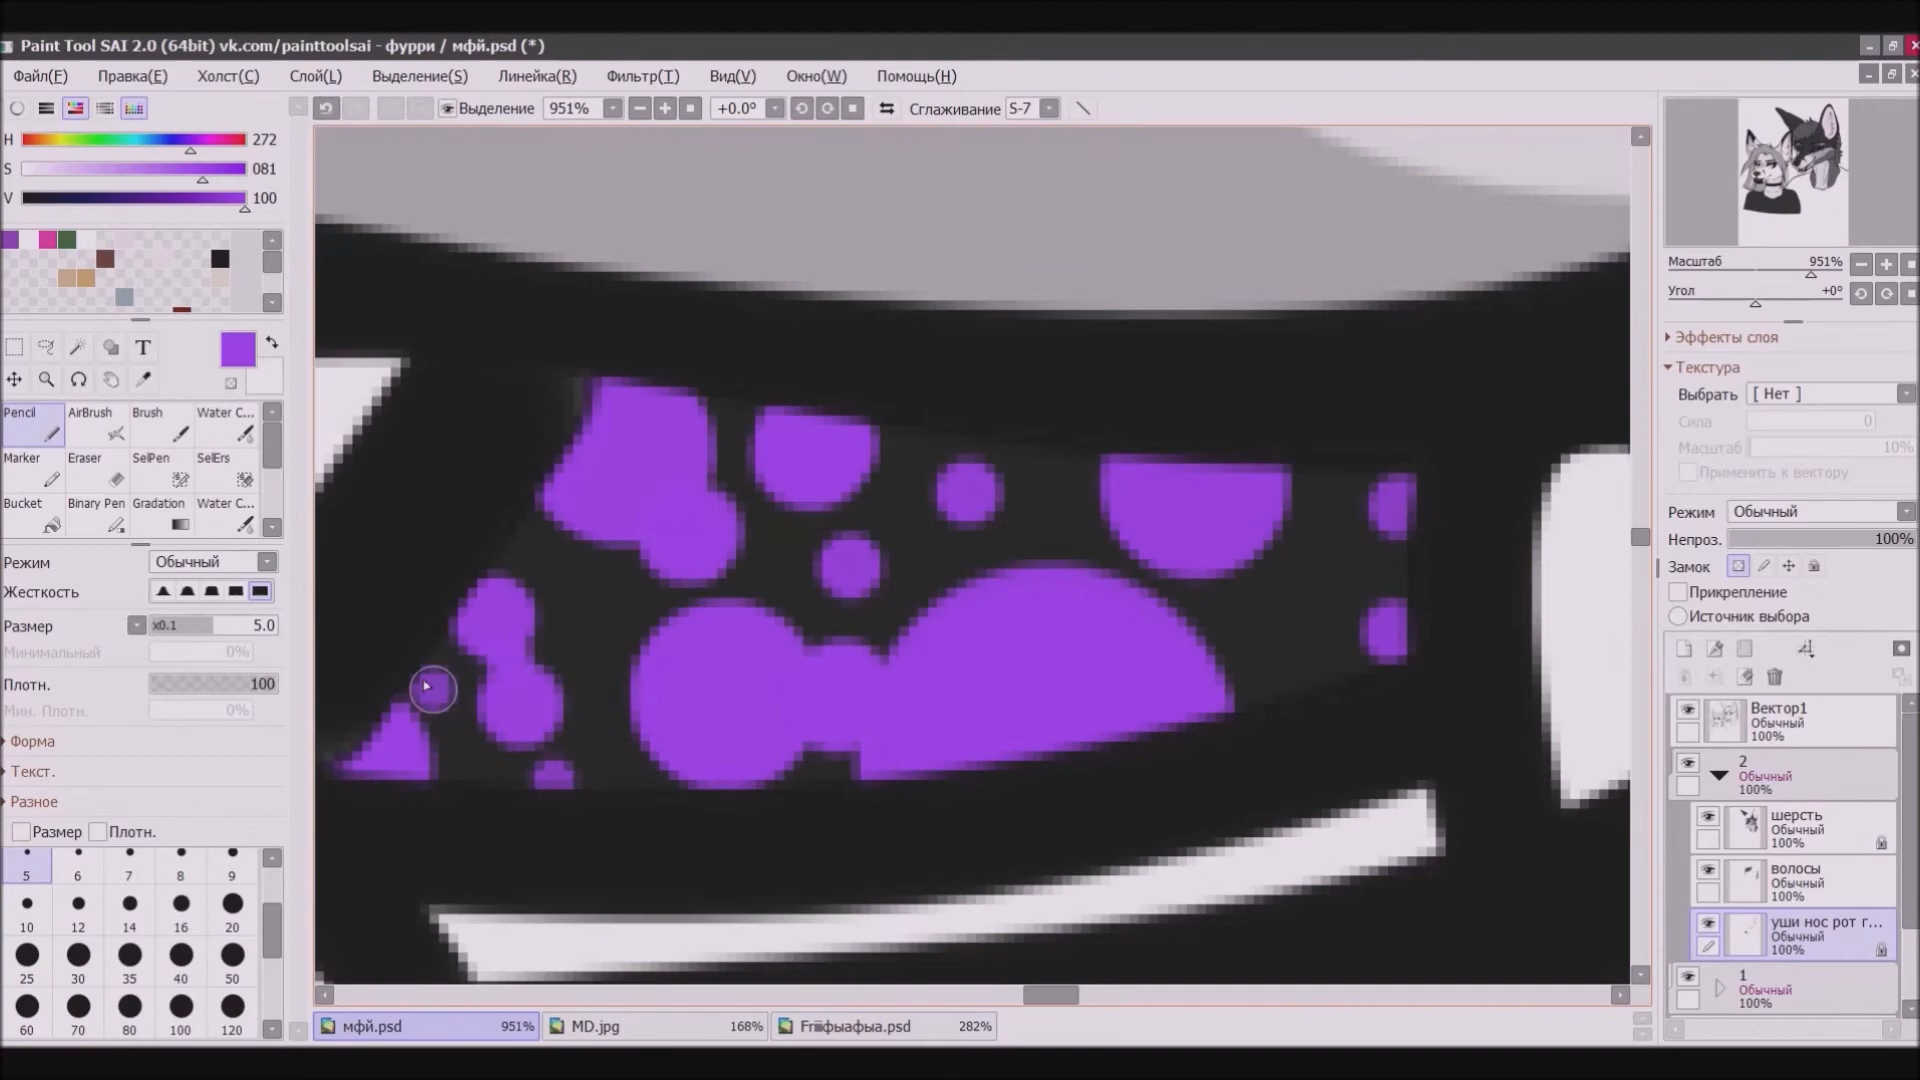 Paint Tool SAI 2.0 (64bit) vk.com/painttoolsai - фурри / мфй.psd (*)
Файл(F) Правка(E) Холст(C) Слой(L) Выделение(S) Линейка(R) Фильтр(T) Вид(V) Окно(W) Помощь(H)
Выделение 951% +0.0° Сглаживание S-7
H 272
S 081
V 100
T
Pencil AirBrush Brush Water C...
Marker Eraser SelPen SelErs
Bucket Binary Pen Gradation Water C...
Режим Обычный
Жесткость
Размер x0.1 5.0
Минимальный 0%
Плотн. 100
Мин. Плотн. 0%
Форма
Текст.
Разное
Размер Плотн.
5 6 7 8 9
10 12 14 16 20
25 30 35 40 50
60 70 80 100 120
мфй.psd 951% MD.jpg 168% 282%
Масштаб 951%
Угол +0°
Эффекты слоя
Текстура
Выбрать [ Нет ]
Сила 0
Масштаб 10%
Применить к вектору
Режим Обычный
Непроз. 100%
Замок
Прикрепление
Источник выбора
Вектор1
Обычный
100%
2
Обычный
100%
шерсть
Обычный
100%
волосы
Обычный
100%
уши нос рот г...
Обычный
100%
1
Обычный
100%